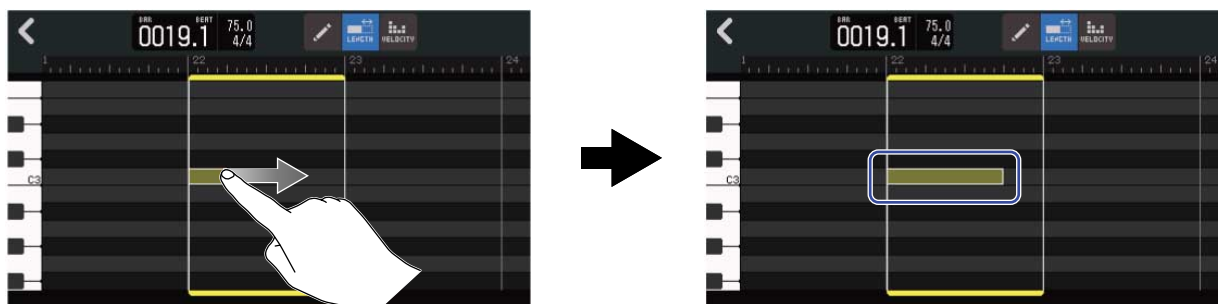 BAR
BEAT
0019.1
75.0
4/4
LENGTH
VELOCITY
1
22
23
24
C3
BAR
BEAT
0019.1
75.0
4/4
LENGTH
VELOCITY
1
22
23
24
C3